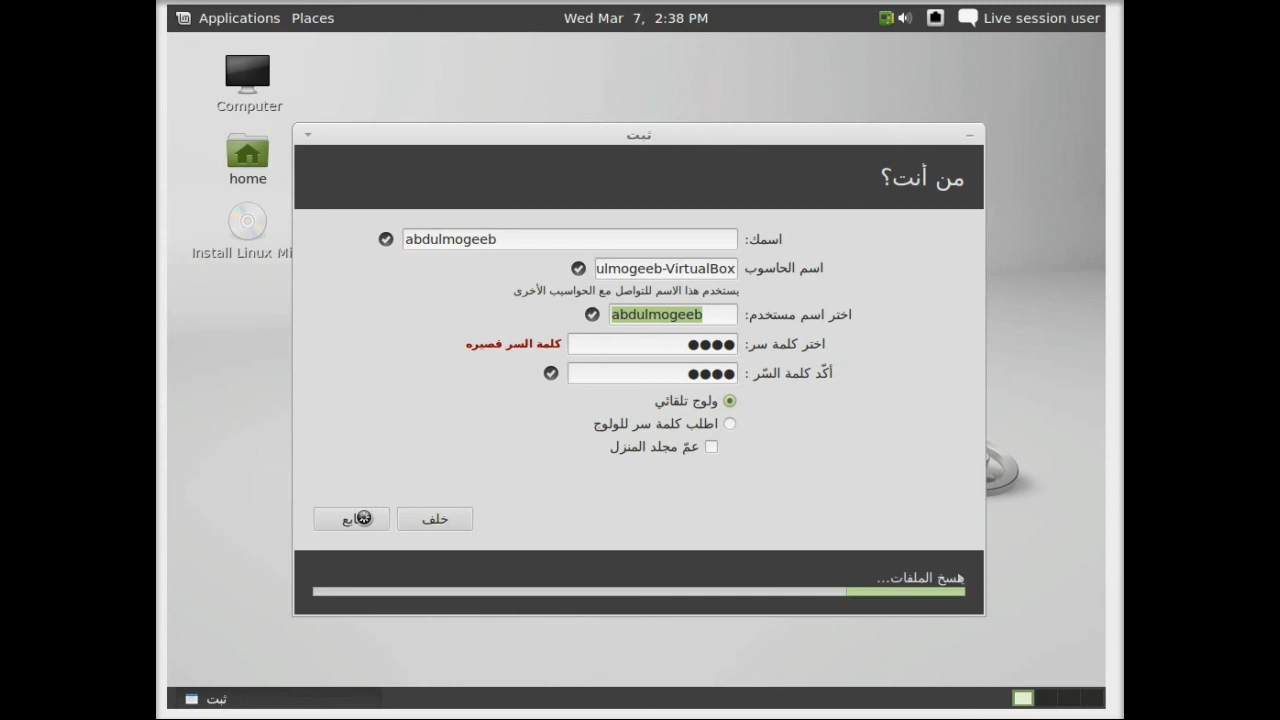 Applications Places Wed Mar 7, 2:38 PM Live session user
Computer
home
Install Linux Mi
ثبت
من أنت؟
اسمك: abdulmogeeb
اسم الحاسوب ulmogeeb-VirtualBox
يستخدم هذا الاسم للتواصل مع الحواسيب الأخرى
اختر اسم مستخدم: abdulmogeeb
اختر كلمة سر: ●●●● كلمة السر قصيره
أكّد كلمة السّر : ●●●●
ولوج تلقائي
اطلب كلمة سر للولوج
عمّ مجلد المنزل
خلف
الملفات...
ثبت